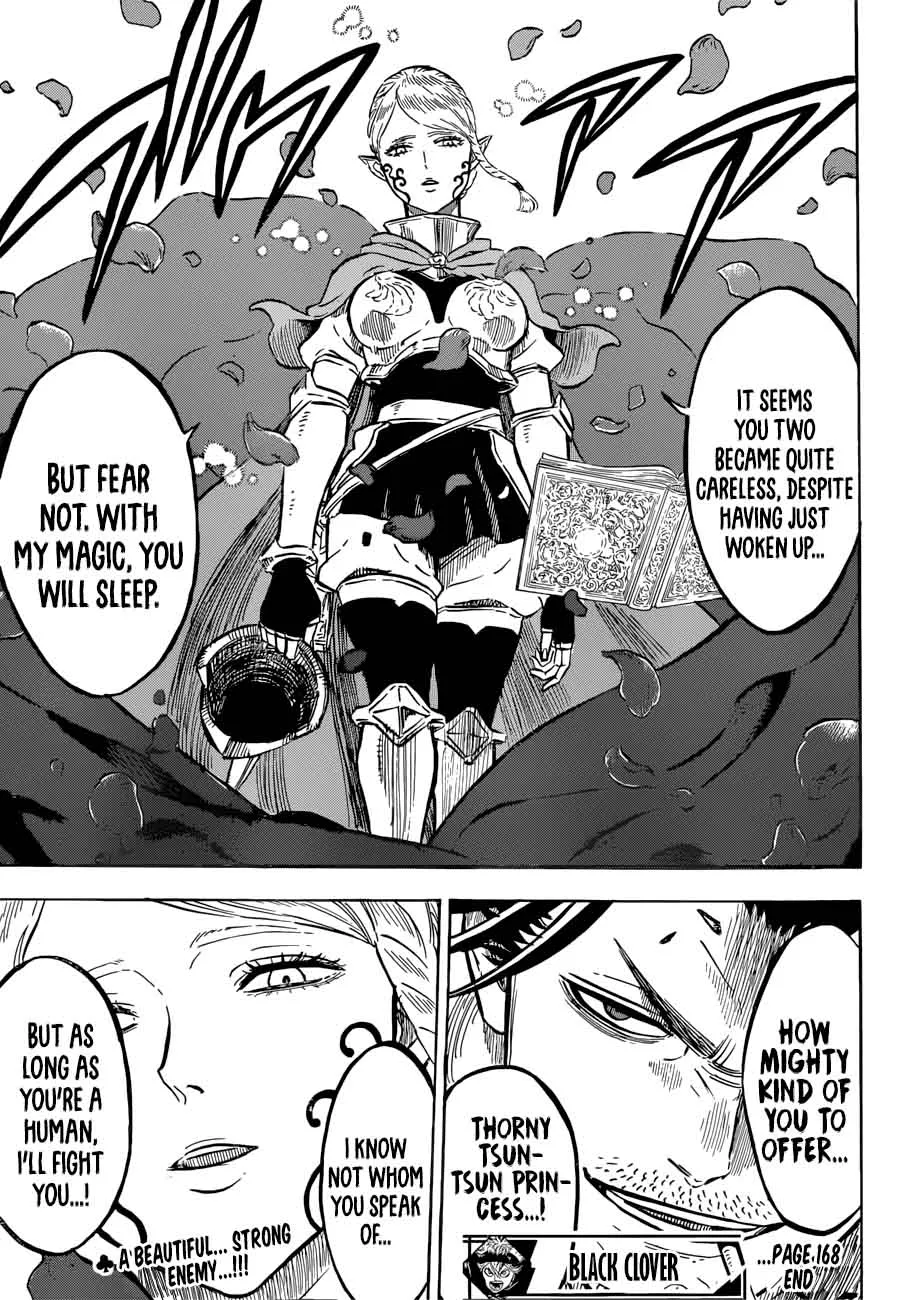 IT SEEMS
YOU TWO
BECAME QUITE
CARELESS, DESPITE
HAVING JUST
WOKEN UP...
BUT FEAR
NOT. WITH
MY MAGIC, YOU
WILL SLEEP.
HOW
MIGHTY
KIND OF
YOU TO
OFFER...
THORNY
TSUN-
TSUN PRIN-
CESS...!
I KNOW
NOT WHOM
YOU SPEAK
OF...
BUT AS
LONG AS
YOU'RE A
HUMAN,
I'LL FIGHT
YOU...!
♣ A BEAUTIFUL... STRONG
ENEMY...!!!
BLACK CLOVER
...PAGE 168
END